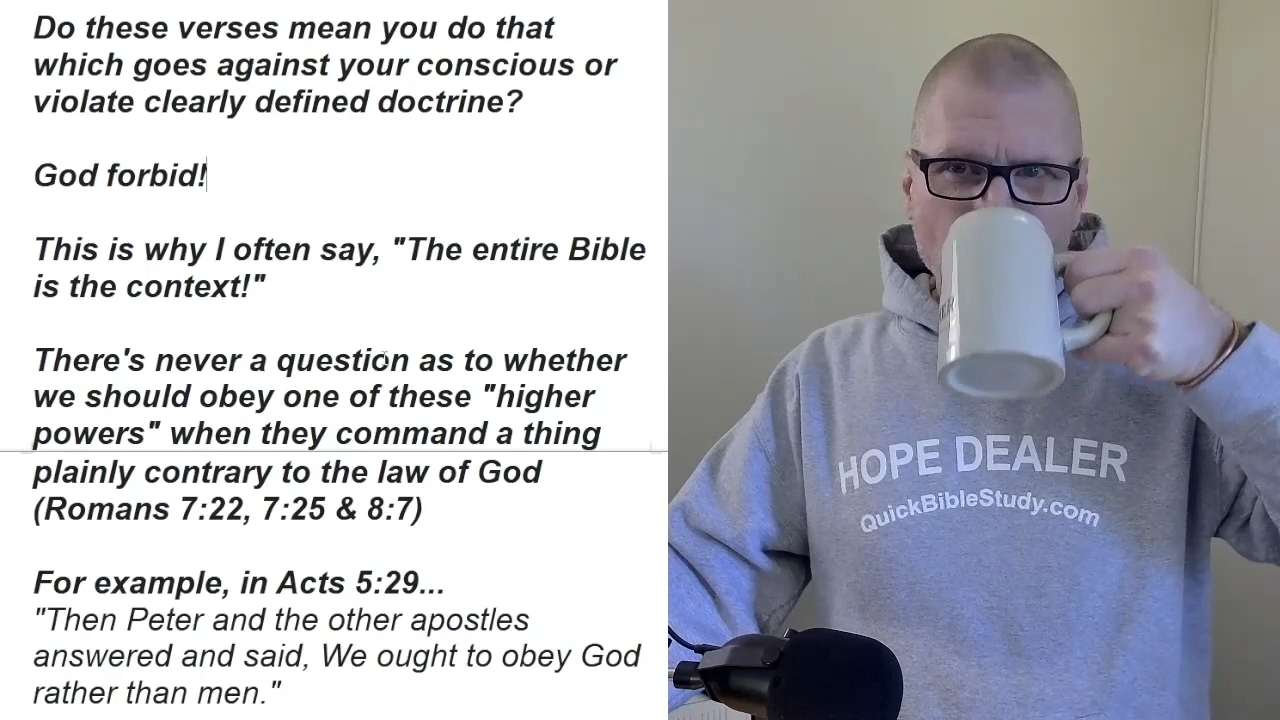 Do these verses mean you do that
which goes against your conscious or
violate clearly defined doctrine?
God forbid!
This is why I often say, "The entire Bible
is the context!"
There's never a question as to whether
we should obey one of these "higher
powers" when they command a thing
plainly contrary to the law of God
(Romans 7:22, 7:25 & 8:7)
For example, in Acts 5:29...
"Then Peter and the other apostles
answered and said, We ought to obey God
rather than men."
HOPE DEALER
QuickBibleStudy.com